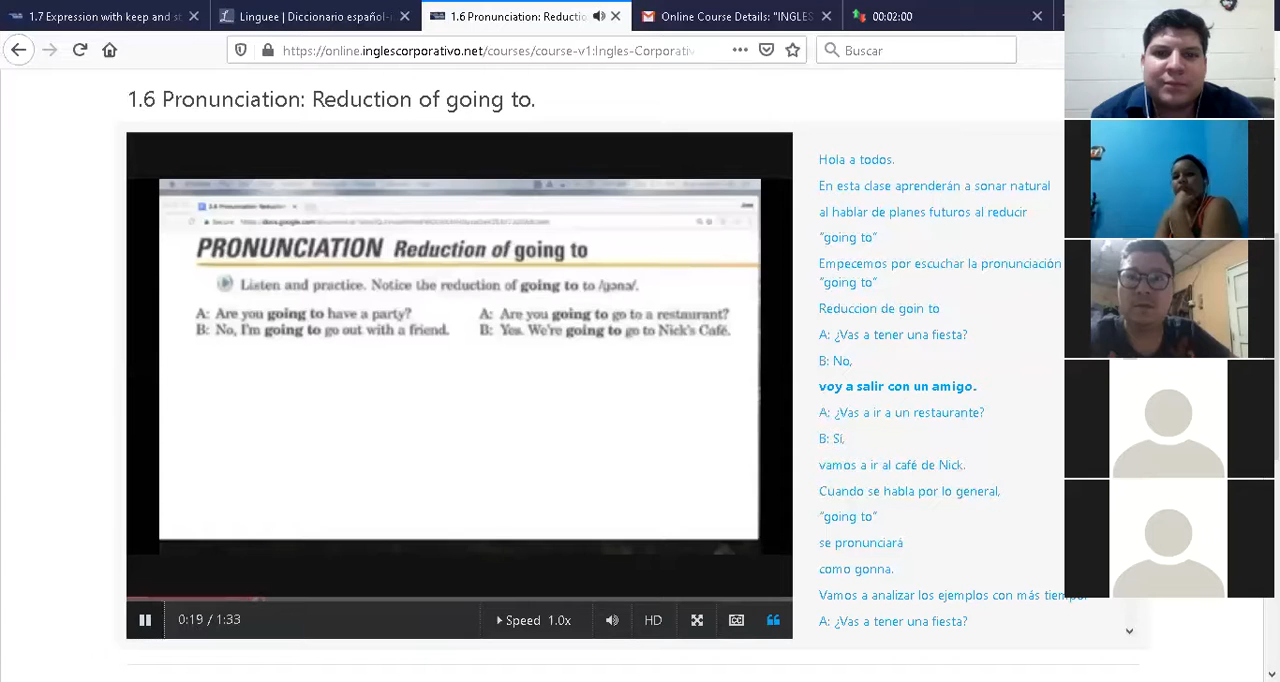 1.7 Expression with keep and st
Linguee | Diccionario español-
1.6 Pronunciation: Reductio
Online Course Details: "INGLES
00:02:00
https://online.inglescorporativo.net/courses/course-v1:Ingles-Corporativ
Buscar
1.6 Pronunciation: Reduction of going to.
PRONUNCIATION Reduction of going to
Listen and practice. Notice the reduction of going to to /gənə/.
A: Are you going to have a party?
B: No, I'm going to go out with a friend.
A: Are you going to go to a restaurant?
B: Yes. We're going to go to Nick's Café.
0:19 / 1:33
Speed 1.0x
HD
Hola a todos.
En esta clase aprenderán a sonar natural
al hablar de planes futuros al reducir
“going to”
Empecemos por escuchar la pronunciación
“going to”
Reduccion de goin to
A: ¿Vas a tener una fiesta?
B: No,
voy a salir con un amigo.
A: ¿Vas a ir a un restaurante?
B: Sí,
vamos a ir al café de Nick.
Cuando se habla por lo general,
“going to”
se pronunciará
como gonna.
Vamos a analizar los ejemplos con más tiempo.
A: ¿Vas a tener una fiesta?